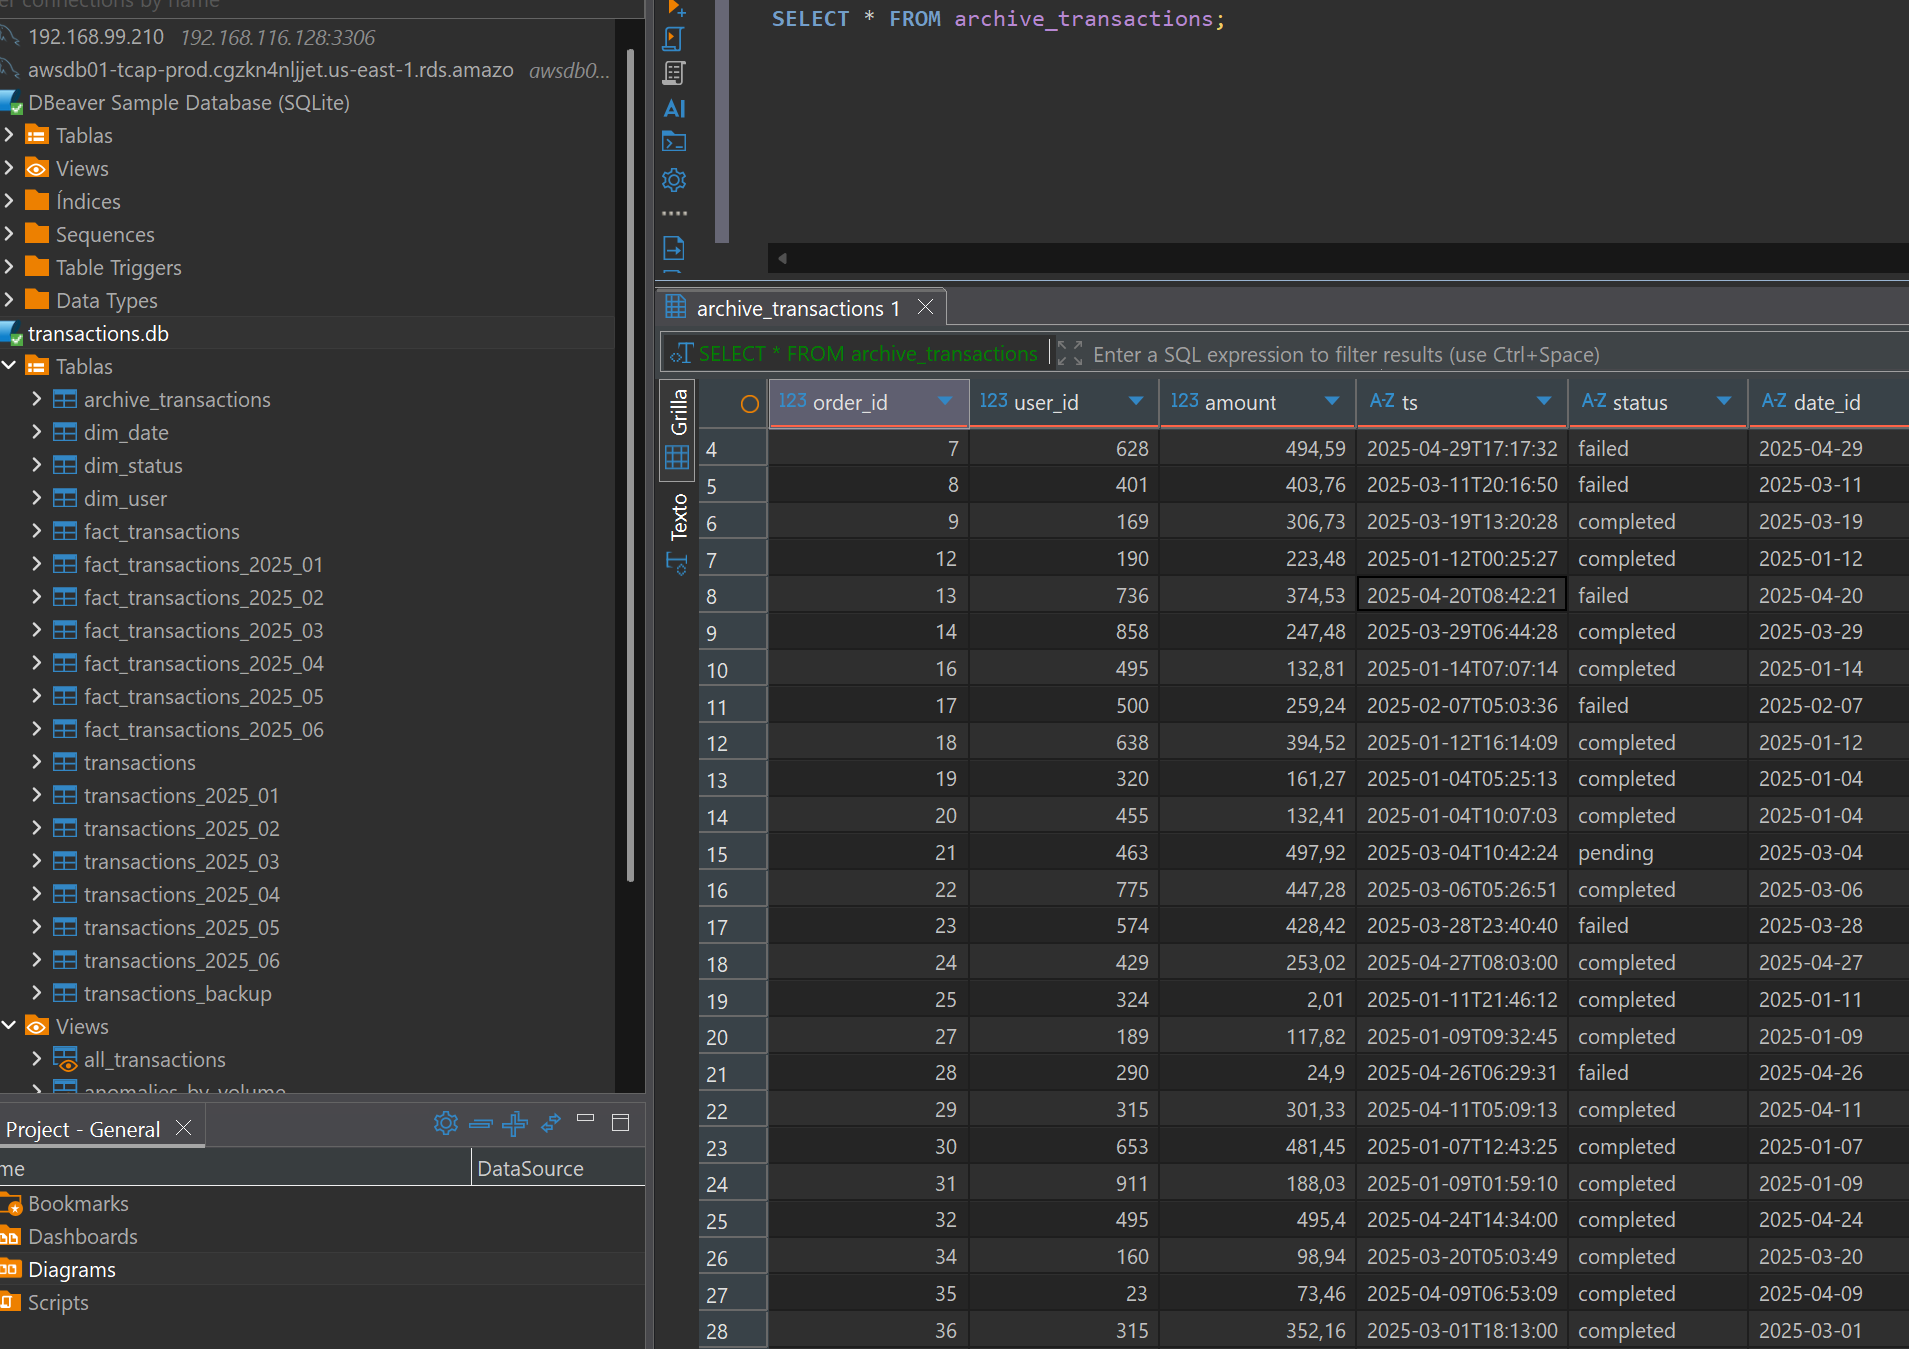 er connections by name
192.168.99.210 192.168.116.128:3306
awsdb01-tcap-prod.cgzkn4nljjet.us-east-1.rds.amazo awsdb0...
DBeaver Sample Database (SQLite)
Tablas
Views
Índices
Sequences
Table Triggers
Data Types
transactions.db
Tablas
archive_transactions
dim_date
dim_status
dim_user
fact_transactions
fact_transactions_2025_01
fact_transactions_2025_02
fact_transactions_2025_03
fact_transactions_2025_04
fact_transactions_2025_05
fact_transactions_2025_06
transactions
transactions_2025_01
transactions_2025_02
transactions_2025_03
transactions_2025_04
transactions_2025_05
transactions_2025_06
transactions_backup
Views
all_transactions
anomalies_by_volume
Project - General
me DataSource
Bookmarks
Dashboards
Diagrams
Scripts
AI
SELECT * FROM archive_transactions;
archive_transactions 1
SELECT * FROM archive_transactions Enter a SQL expression to filter results (use Ctrl+Space)
Grilla
Texto
123 order_id 123 user_id 123 amount A-Z ts A-Z status A-Z date_id
4 7 628 494,59 2025-04-29T17:17:32 failed 2025-04-29
5 8 401 403,76 2025-03-11T20:16:50 failed 2025-03-11
6 9 169 306,73 2025-03-19T13:20:28 completed 2025-03-19
7 12 190 223,48 2025-01-12T00:25:27 completed 2025-01-12
8 13 736 374,53 2025-04-20T08:42:21 failed 2025-04-20
9 14 858 247,48 2025-03-29T06:44:28 completed 2025-03-29
10 16 495 132,81 2025-01-14T07:07:14 completed 2025-01-14
11 17 500 259,24 2025-02-07T05:03:36 failed 2025-02-07
12 18 638 394,52 2025-01-12T16:14:09 completed 2025-01-12
13 19 320 161,27 2025-01-04T05:25:13 completed 2025-01-04
14 20 455 132,41 2025-01-04T10:07:03 completed 2025-01-04
15 21 463 497,92 2025-03-04T10:42:24 pending 2025-03-04
16 22 775 447,28 2025-03-06T05:26:51 completed 2025-03-06
17 23 574 428,42 2025-03-28T23:40:40 failed 2025-03-28
18 24 429 253,02 2025-04-27T08:03:00 completed 2025-04-27
19 25 324 2,01 2025-01-11T21:46:12 completed 2025-01-11
20 27 189 117,82 2025-01-09T09:32:45 completed 2025-01-09
21 28 290 24,9 2025-04-26T06:29:31 failed 2025-04-26
22 29 315 301,33 2025-04-11T05:09:13 completed 2025-04-11
23 30 653 481,45 2025-01-07T12:43:25 completed 2025-01-07
24 31 911 188,03 2025-01-09T01:59:10 completed 2025-01-09
25 32 495 495,4 2025-04-24T14:34:00 completed 2025-04-24
26 34 160 98,94 2025-03-20T05:03:49 completed 2025-03-20
27 35 23 73,46 2025-04-09T06:53:09 completed 2025-04-09
28 36 315 352,16 2025-03-01T18:13:00 completed 2025-03-01